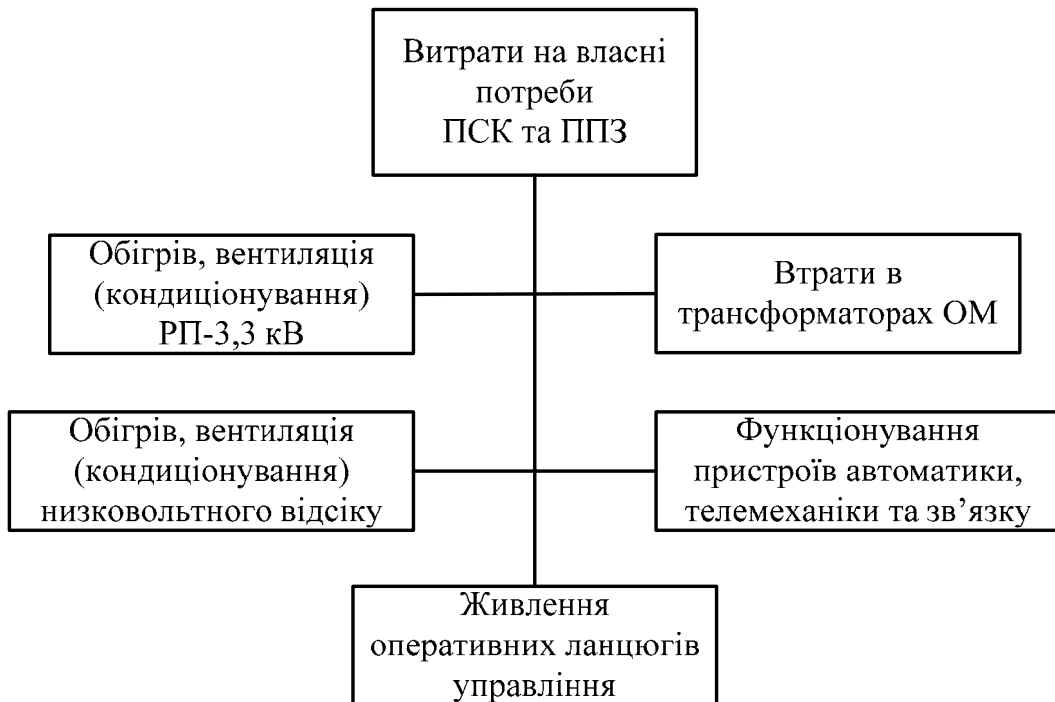 Витрати на власні
потреби
ПСК та ППЗ
Обігрів, вентиляція
(кондиціонування)
РП-3,3 кВ
Втрати в
трансформаторах ОМ
Обігрів, вентиляція
(кондиціонування)
низковольтного відсіку
Функціонування
пристроїв автоматики,
телемеханіки та зв’язку
Живлення
оперативних ланцюгів
управління